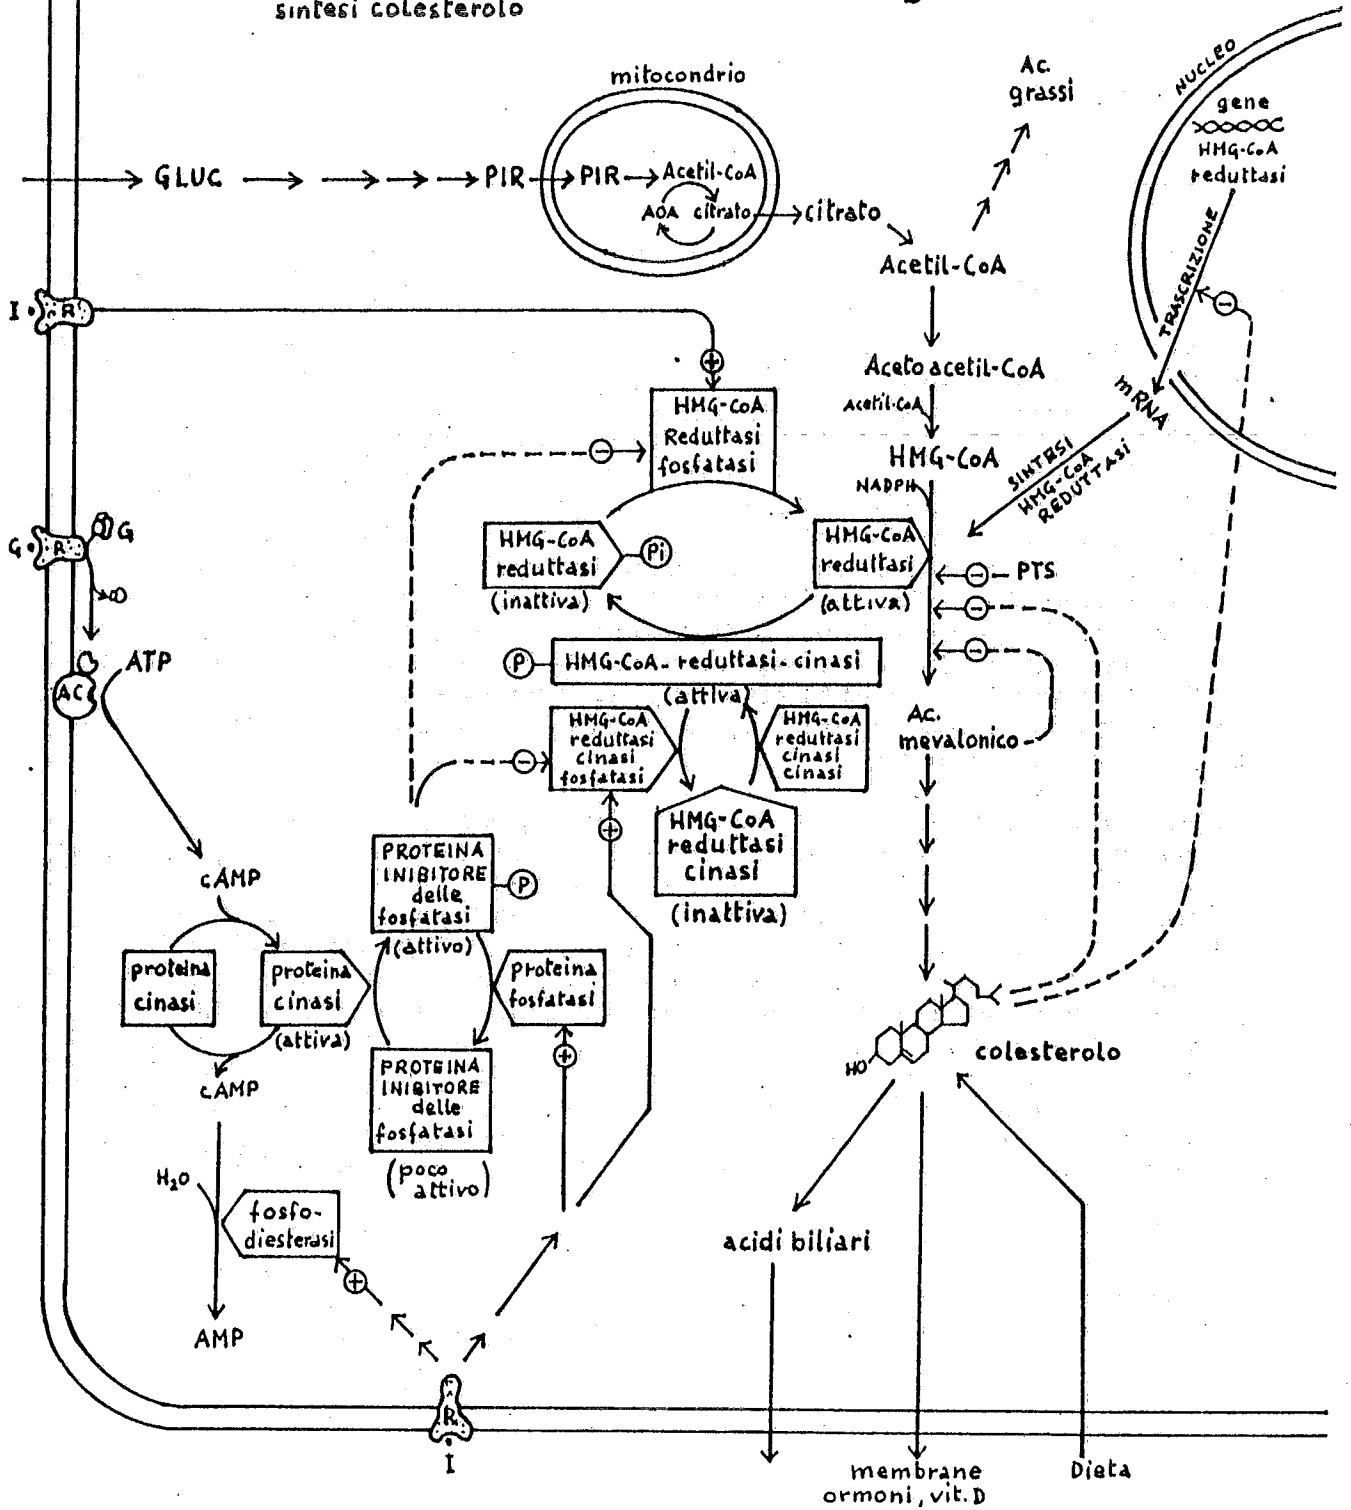 sintesi colesterolo
mitocondrio
Ac.
grassi
NUCLEO
gene
HMG-CoA
reduttasi
GLUC
PIR
PIR
Acetil-CoA
AOA
citrato
citrato
Acetil-CoA
TRASCRIZIONE
I
R
+
-
Acetoacetil-CoA
Acetil-CoA
mRNA
HMG-CoA
Reduttasi
fosfatasi
-
HMG-CoA
NADPH
SINTESI
HMG-CoA
REDUTTASI
G
R
G
HMG-CoA
reduttasi
(inattiva)
Pi
HMG-CoA
reduttasi
(attiva)
- PTS
-
-
AC
ATP
P
HMG-CoA- reduttasi-cinasi
(attiva)
HMG-CoA
reduttasi
cinasi
fosfatasi
HMG-CoA
reduttasi
cinasi
cinasi
-
+
Ac.
mevalonico
HMG-CoA
reduttasi
cinasi
(inattiva)
cAMP
PROTEINA
INIBITORE
delle
fosfatasi
(attivo)
P
proteina
cinasi
proteina
cinasi
(attiva)
proteina
fosfatasi
+
cAMP
PROTEINA
INIBITORE
delle
fosfatasi
(poco
attivo)
HO
colesterolo
H2O
fosfo-
diesterasi
+
AMP
acidi biliari
R
I
membrane
ormoni, vit. D
Dieta